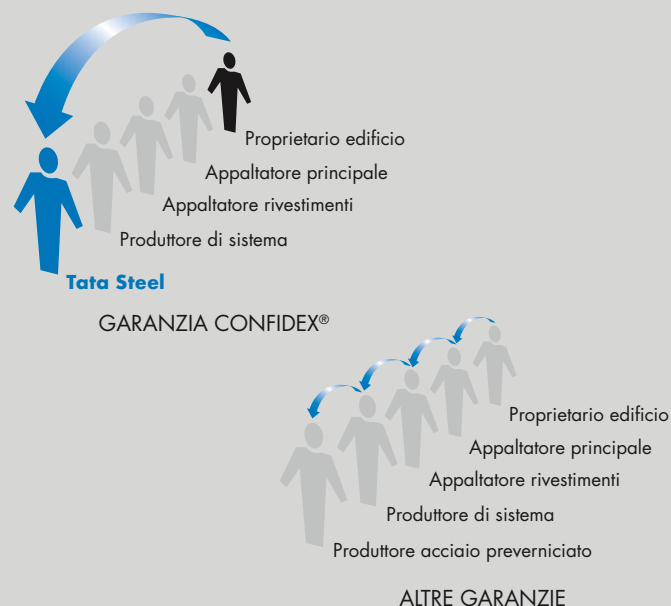 Proprietario edificio
Appaltatore principale
Appaltatore rivestimenti
Produttore di sistema
Tata Steel
GARANZIA CONFIDEX®
Proprietario edificio
Appaltatore principale
Appaltatore rivestimenti
Produttore di sistema
Produttore acciaio preverniciato
ALTRE GARANZIE